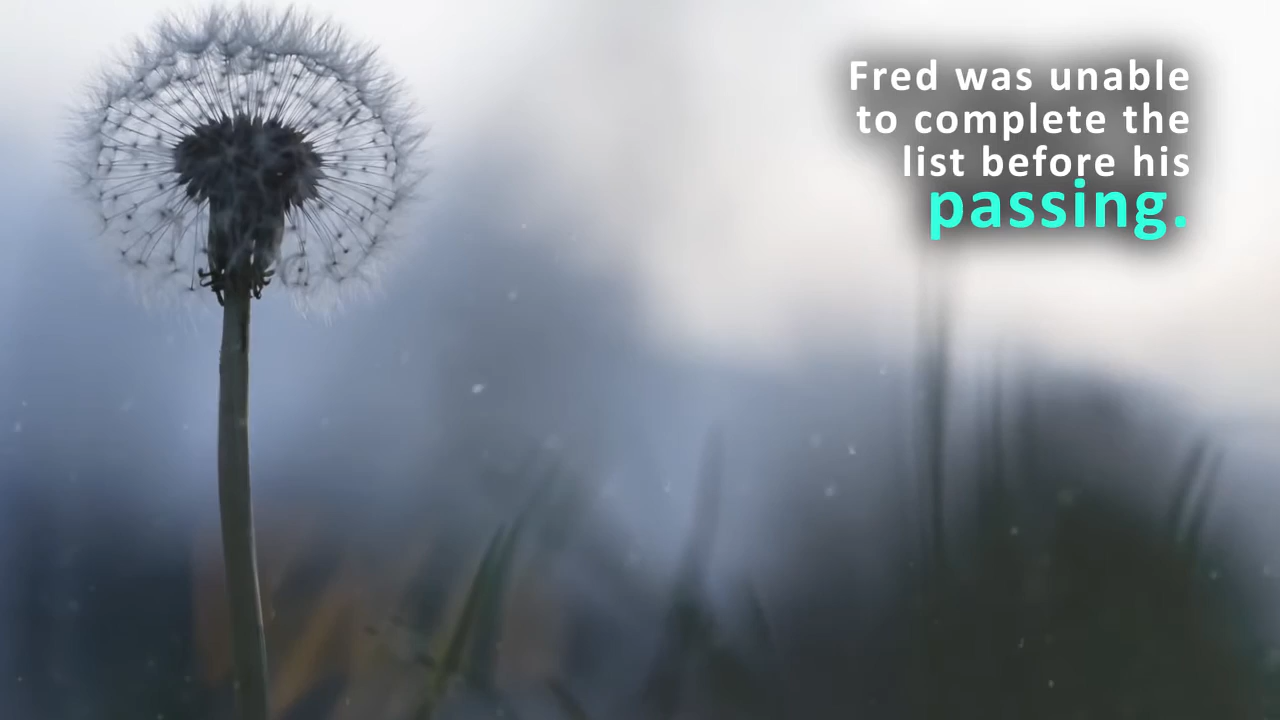 Fred was unable
to complete the
list before his
passing.